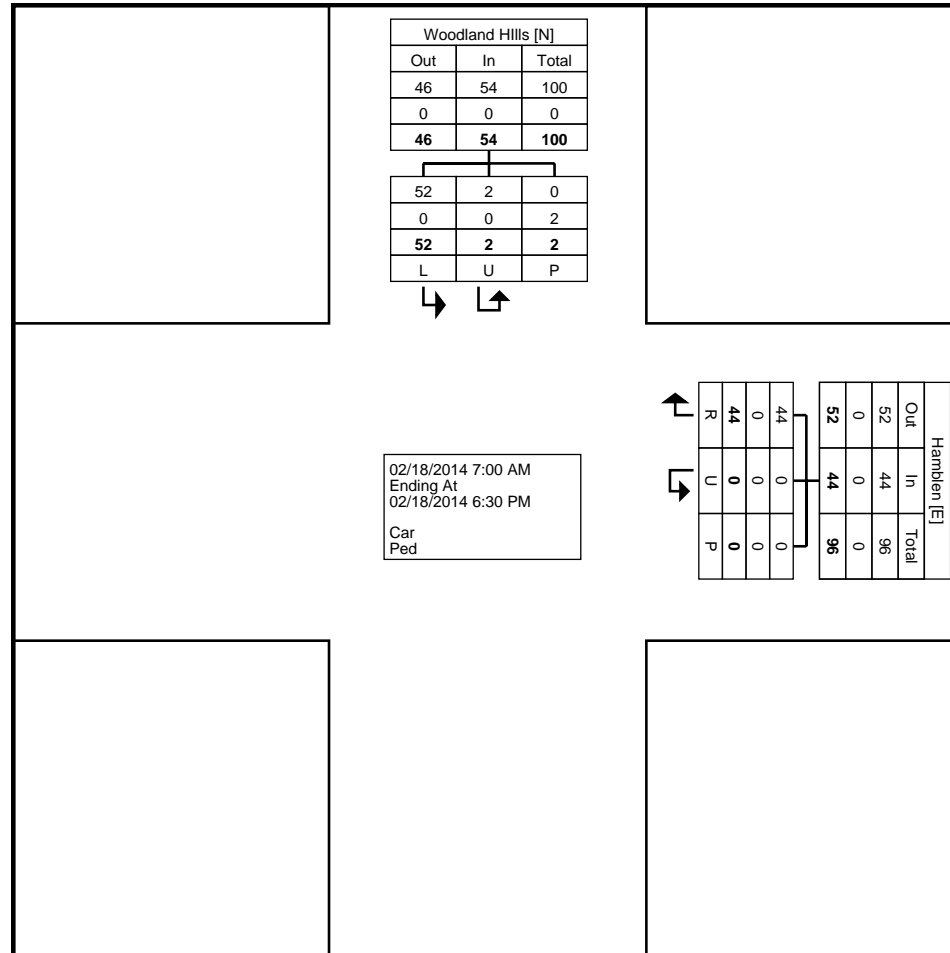 Woodland HIlls [N]
Out In Total
46 54 100
0 0 0
46 54 100
52 2 0
0 0 2
52 2 2
L U P
Hamblen [E]
Out In Total
52 44 96
0 0 0
52 44 96
44 0 0
0 0 0
44 0 0
R U P
02/18/2014 7:00 AM
Ending At
02/18/2014 6:30 PM
Car
Ped